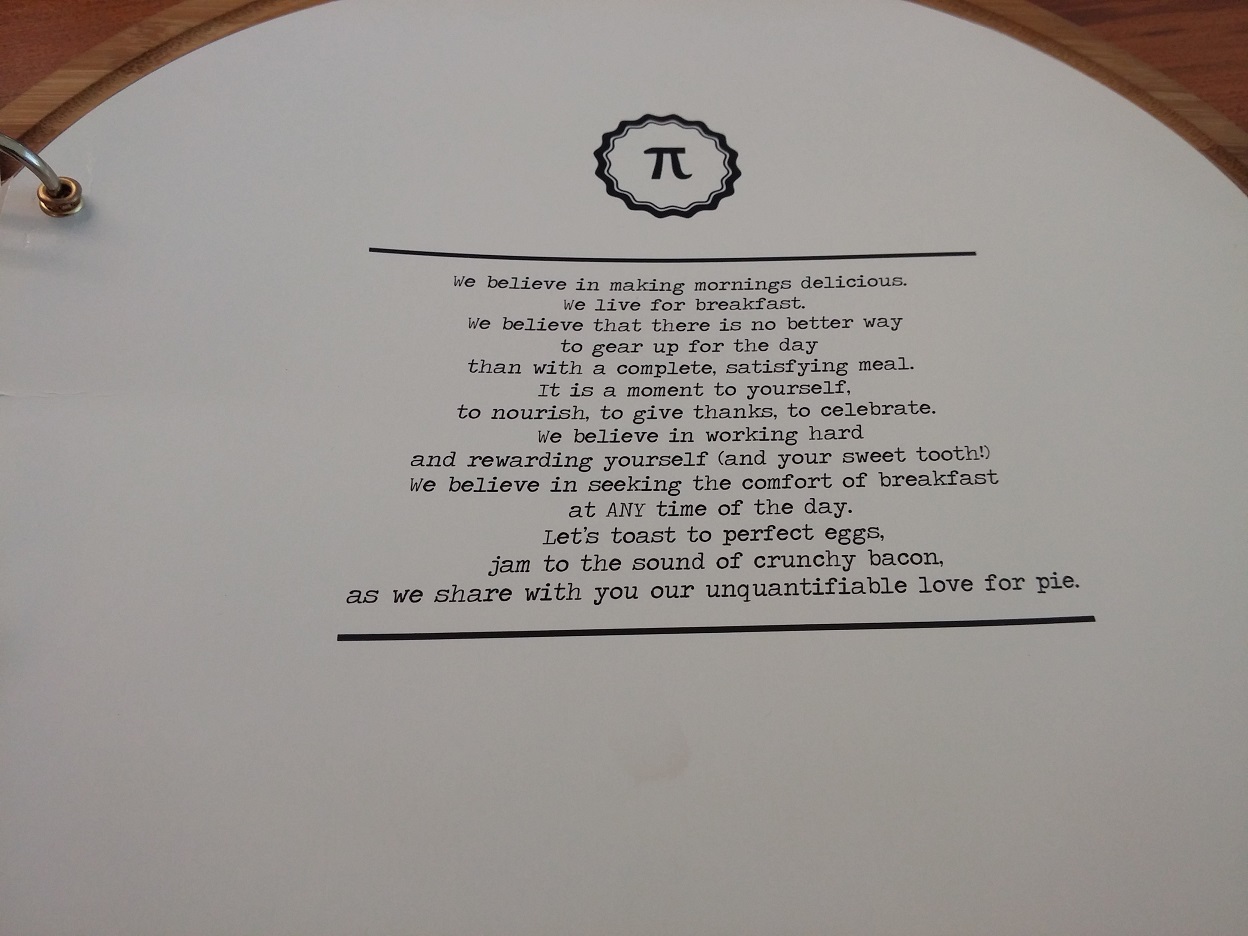 π
We believe in making mornings delicious.
We live for breakfast.
We believe that there is no better way
to gear up for the day
than with a complete, satisfying meal.
It is a moment to yourself,
to nourish, to give thanks, to celebrate.
We believe in working hard
and rewarding yourself (and your sweet tooth!)
We believe in seeking the comfort of breakfast
at ANY time of the day.
Let's toast to perfect eggs,
jam to the sound of crunchy bacon,
as we share with you our unquantifiable love for pie.